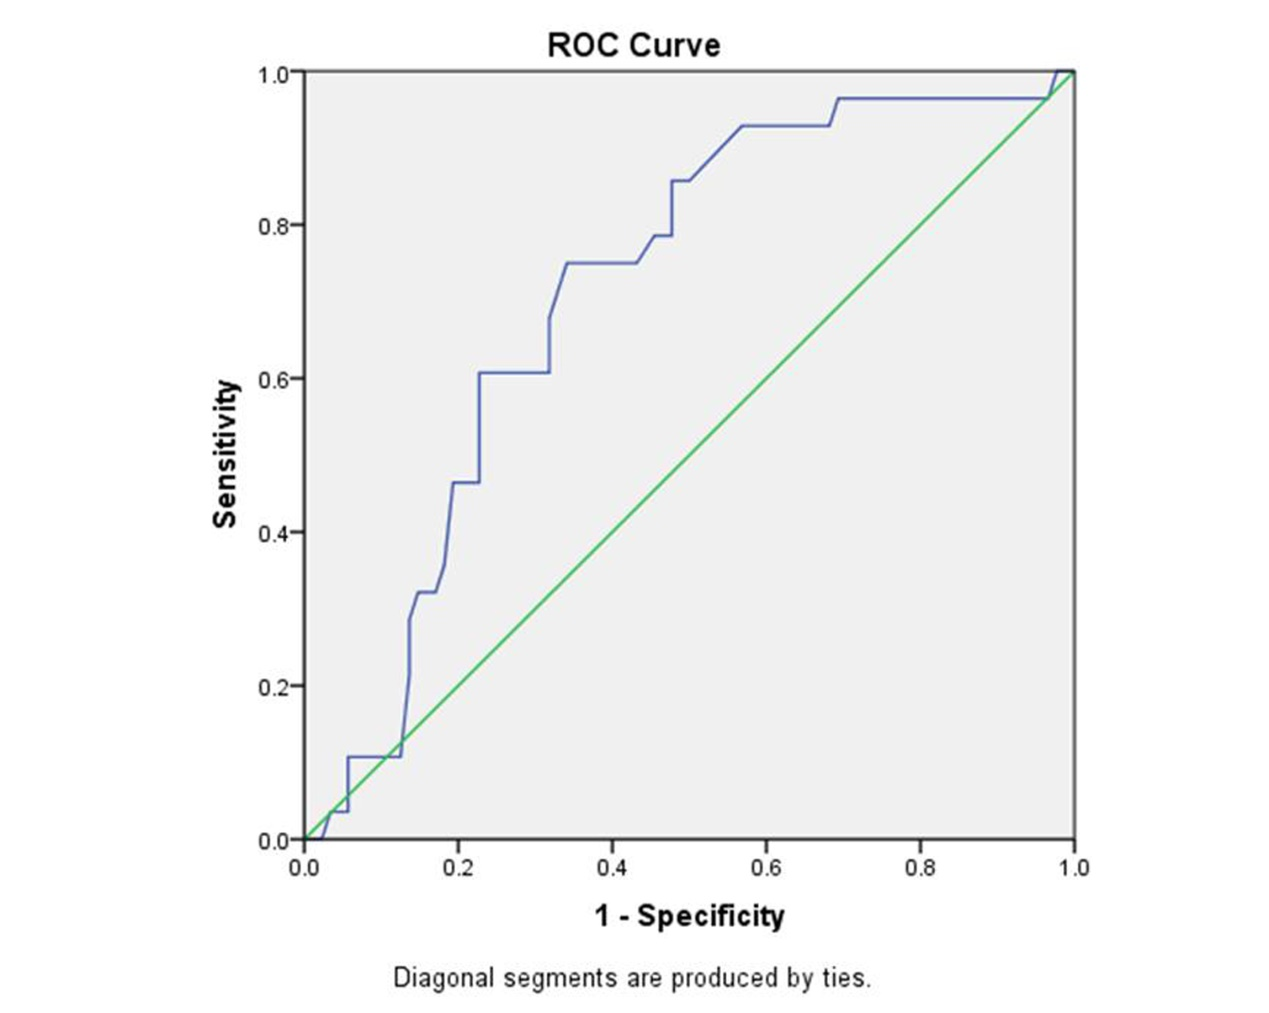 ROC Curve
1.0
0.8
0.6
0.4
0.2
0.0
Sensitivity
0.0 0.2 0.4 0.6 0.8 1.0
1 - Specificity
Diagonal segments are produced by ties.